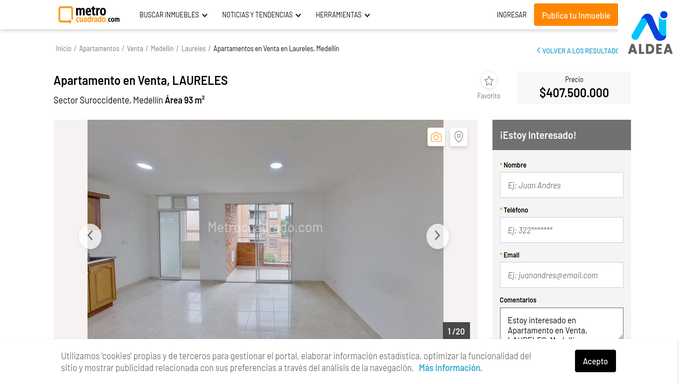 metro
cuadrado.com
BUSCAR INMUEBLES
NOTICIAS Y TENDENCIAS
HERRAMIENTAS
INGRESAR
Publica tu Inmueble
ALDEA
Inicio / Apartamentos / Venta / Medellín / Laureles / Apartamentos en Venta en Laureles, Medellín
VOLVER A LOS RESULTAD
Apartamento en Venta, LAURELES
Sector Suroccidente, Medellín Área 93 m²
Favorito
Precio
$407.500.000
Metrocuadrado.com
1 / 20
¡Estoy Interesado!
* Nombre
Ej: Juan Andres
* Teléfono
Ej: 322*******
* Email
Ej: juanandres@email.com
Comentarios
Estoy interesado en
Apartamento en Venta,
LAURELES, Medellín
Utilizamos 'cookies' propias y de terceros para gestionar el portal, elaborar información estadística, optimizar la funcionalidad del
sitio y mostrar publicidad relacionada con sus preferencias a través del análisis de la navegación. Más información.
Acepto